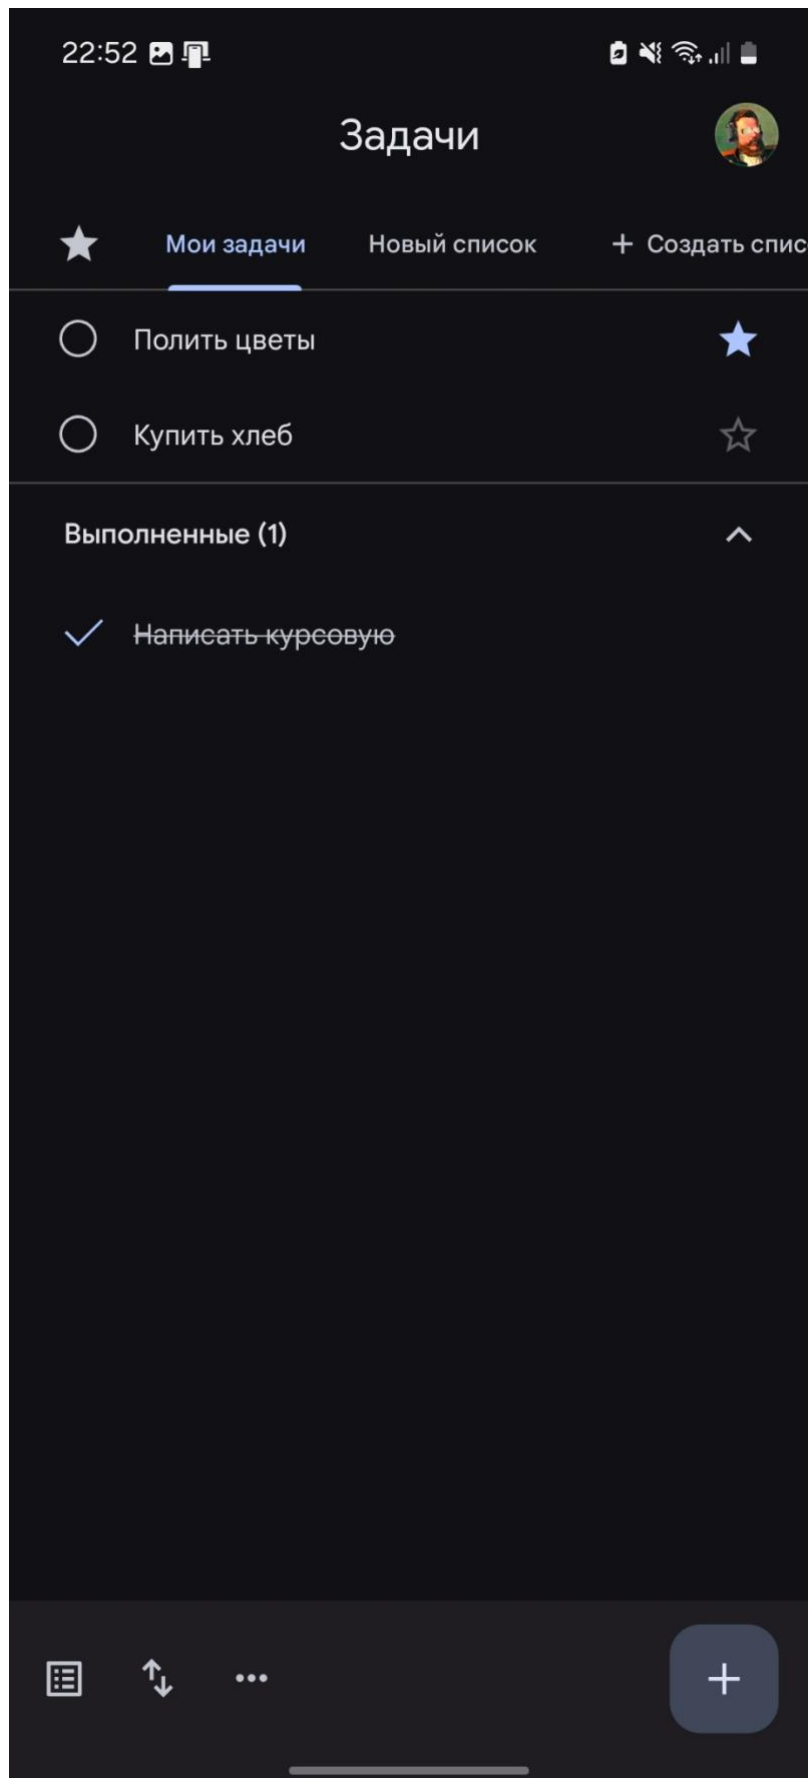 22:52
Задачи
Мои задачи Новый список + Создать спис
Полить цветы
Купить хлеб
Выполненные (1)
Написать курсовую